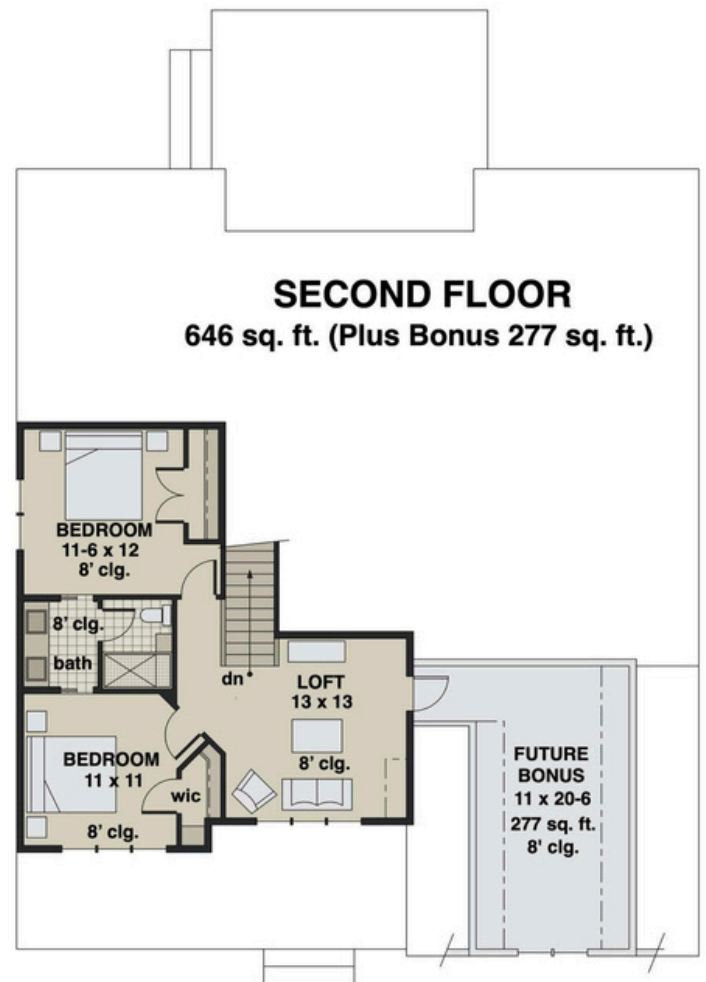 SECOND FLOOR
646 sq. ft. (Plus Bonus 277 sq. ft.)
BEDROOM
11-6 x 12
8' clg.
8' clg.
bath
dn
LOFT
13 x 13
8' clg.
BEDROOM
11 x 11
wic
8' clg.
FUTURE
BONUS
11 x 20-6
277 sq. ft.
8' clg.